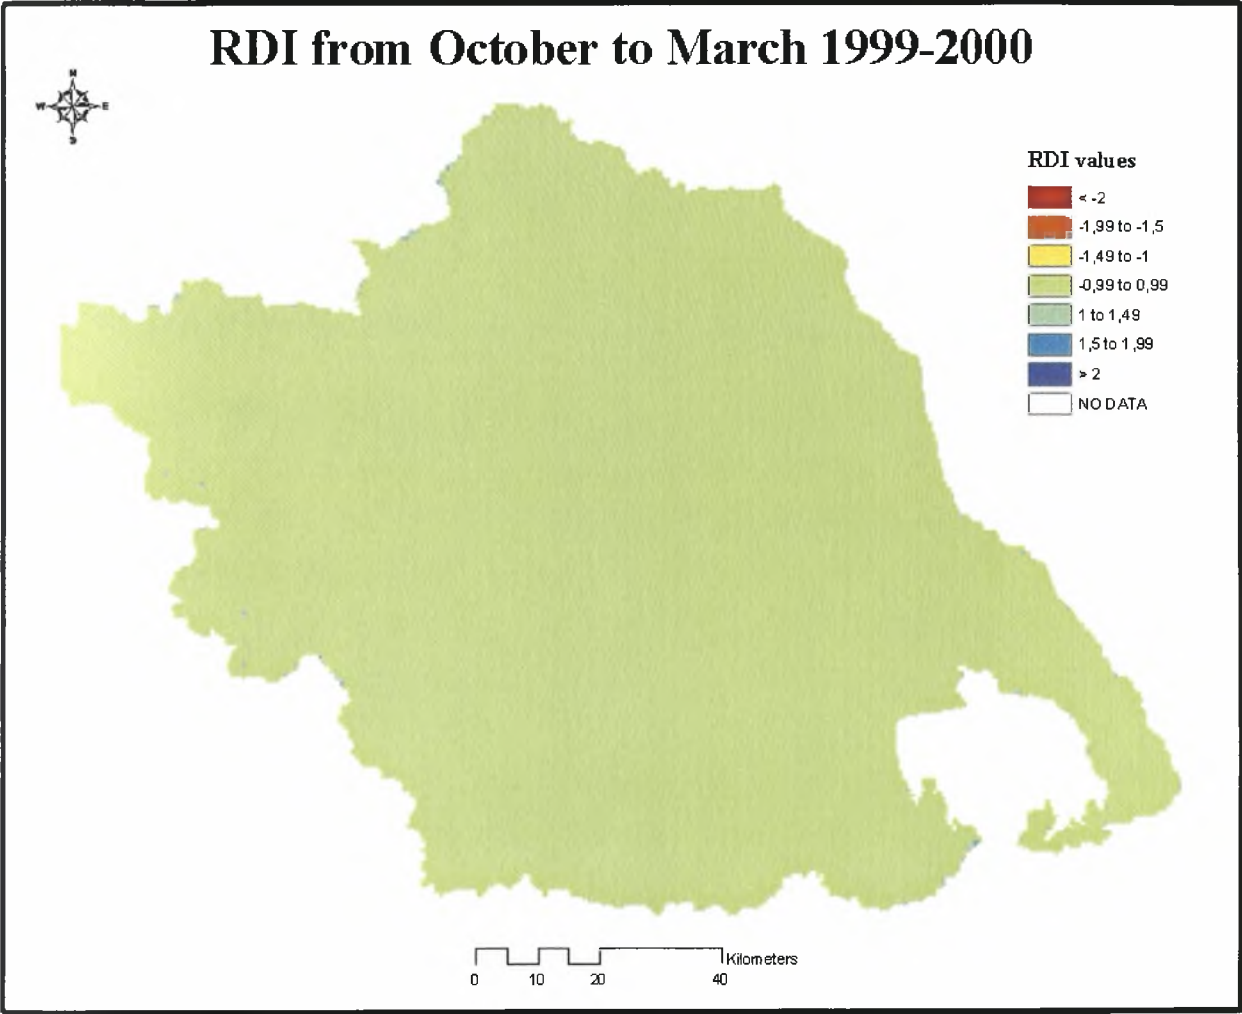 RDI from October to March 1999-2000
N
W E
S
RDI values
< -2
-1,99 to -1,5
-1,49 to -1
-0,99 to 0,99
1 to 1,49
1,5 to 1,99
> 2
NO DATA
Kilometers
0 10 20 40